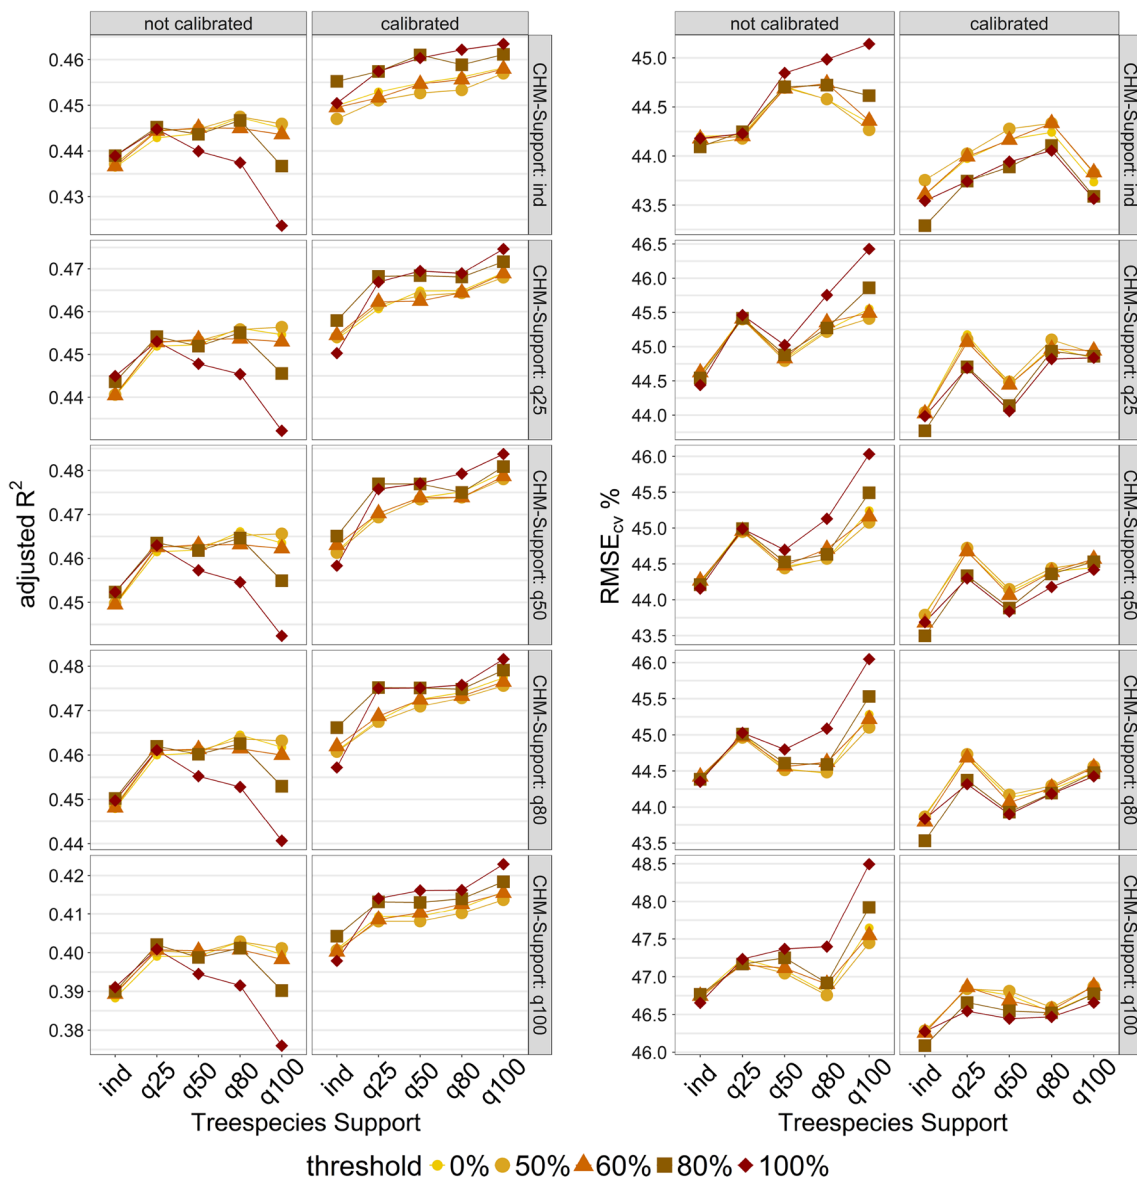 not calibrated
calibrated
not calibrated
calibrated
adjusted R²
0.46
0.45
0.44
0.43
CHM-Support: ind
0.47
0.46
0.45
0.44
CHM-Support: q25
0.48
0.47
0.46
0.45
CHM-Support: q50
0.48
0.47
0.46
0.45
0.44
CHM-Support: q80
0.42
0.41
0.40
0.39
0.38
CHM-Support: q100
ind q25 q50 q80 q100
ind q25 q50 q80 q100
Treespecies Support
RMSEcv %
45.0
44.5
44.0
43.5
CHM-Support: ind
46.5
46.0
45.5
45.0
44.5
44.0
CHM-Support: q25
46.0
45.5
45.0
44.5
44.0
43.5
CHM-Support: q50
46.0
45.5
45.0
44.5
44.0
43.5
CHM-Support: q80
48.5
48.0
47.5
47.0
46.5
46.0
CHM-Support: q100
ind q25 q50 q80 q100
ind q25 q50 q80 q100
Treespecies Support
threshold 0% 50% 60% 80% 100%